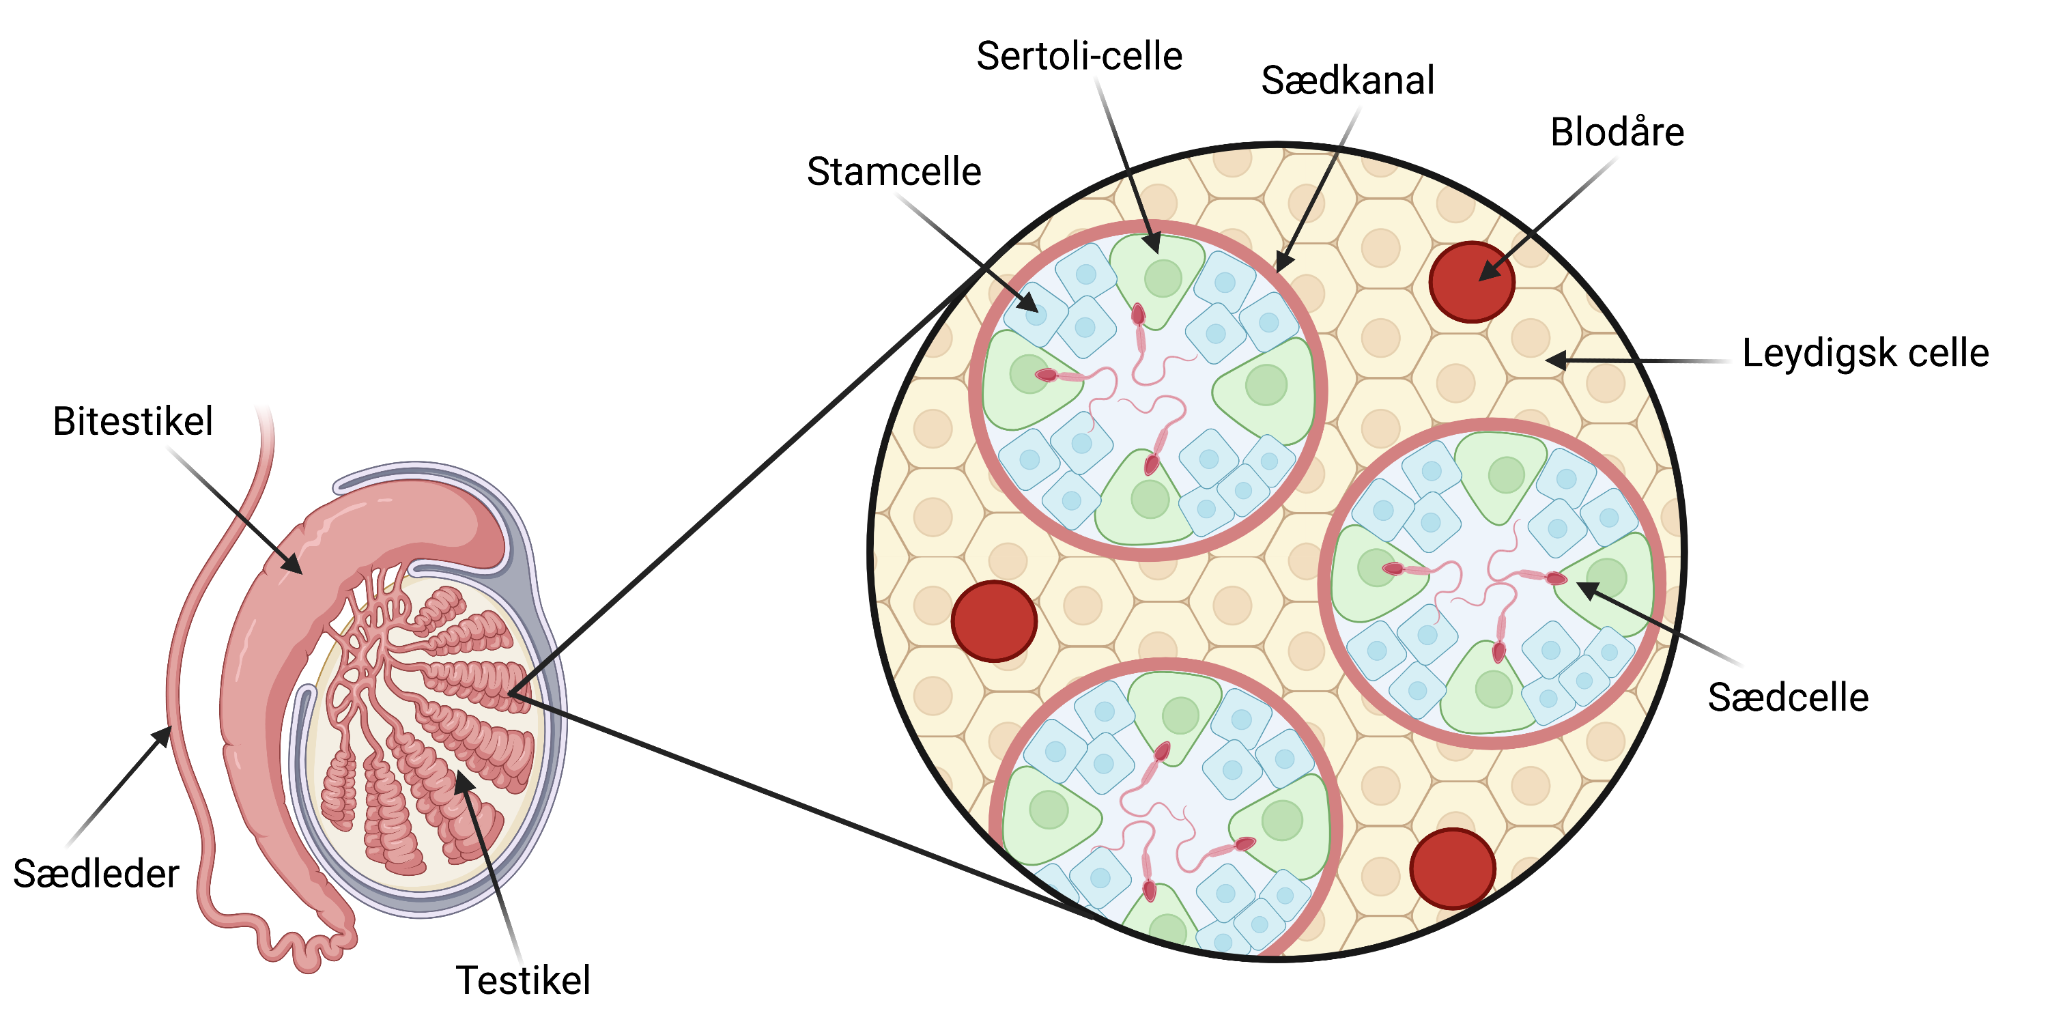 Sertoli-celle
Sædkanal
Blodåre
Stamcelle
Leydigsk celle
Bitestikel
Sædcelle
Sædleder
Testikel